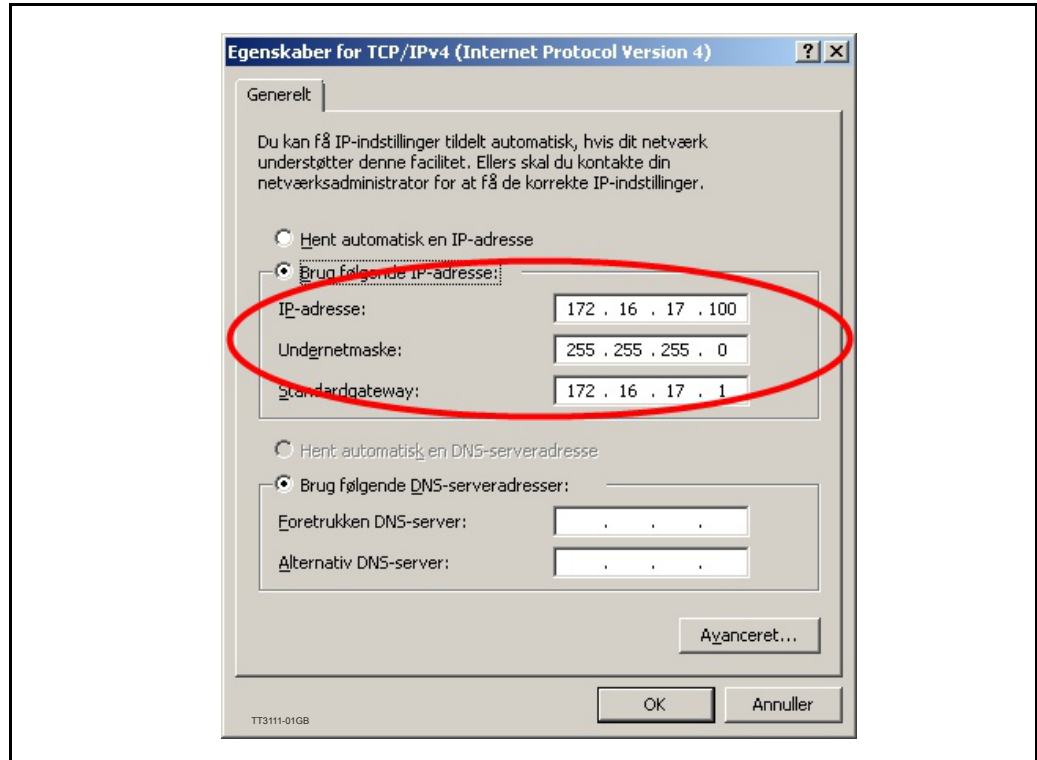 Egenskaber for TCP/IPv4 (Internet Protocol Version 4)
Generelt
Du kan få IP-indstillinger tildelt automatisk, hvis dit netværk
understøtter denne facilitet. Ellers skal du kontakte din
netværksadministrator for at få de korrekte IP-indstillinger.
Hent automatisk en IP-adresse
Brug følgende IP-adresse:
IP-adresse: 172 . 16 . 17 . 100
Undernetmaske: 255 . 255 . 255 . 0
Standardgateway: 172 . 16 . 17 . 1
Hent automatisk en DNS-serveradresse
Brug følgende DNS-serveradresser:
Foretrukken DNS-server: . . .
Alternativ DNS-server: . . .
Avanceret...
OK Annuller
TT3111-01GB